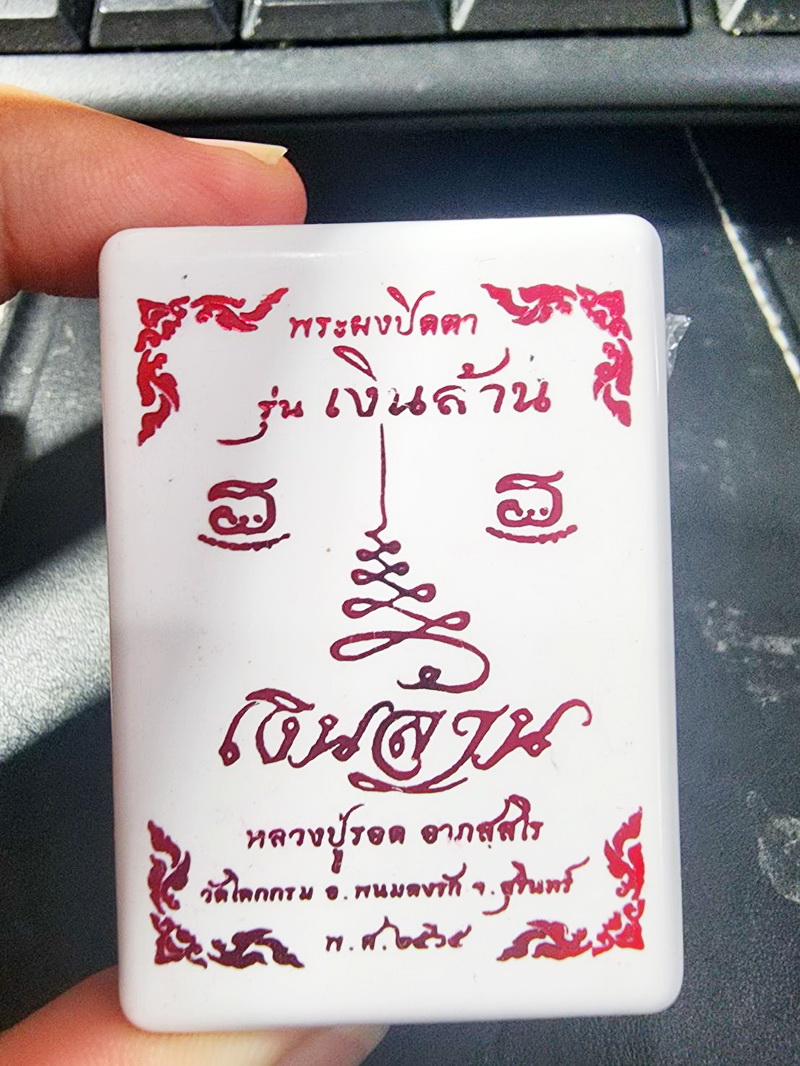 พระผงปิดตา
รุ่น เงินล้าน
เงินล้าน
หลวงปู่รอด อาภสฺสโร
วัดโคกกรม อ.พนมดงรัก จ.สุรินทร์
พ.ศ.๒๕๖๕